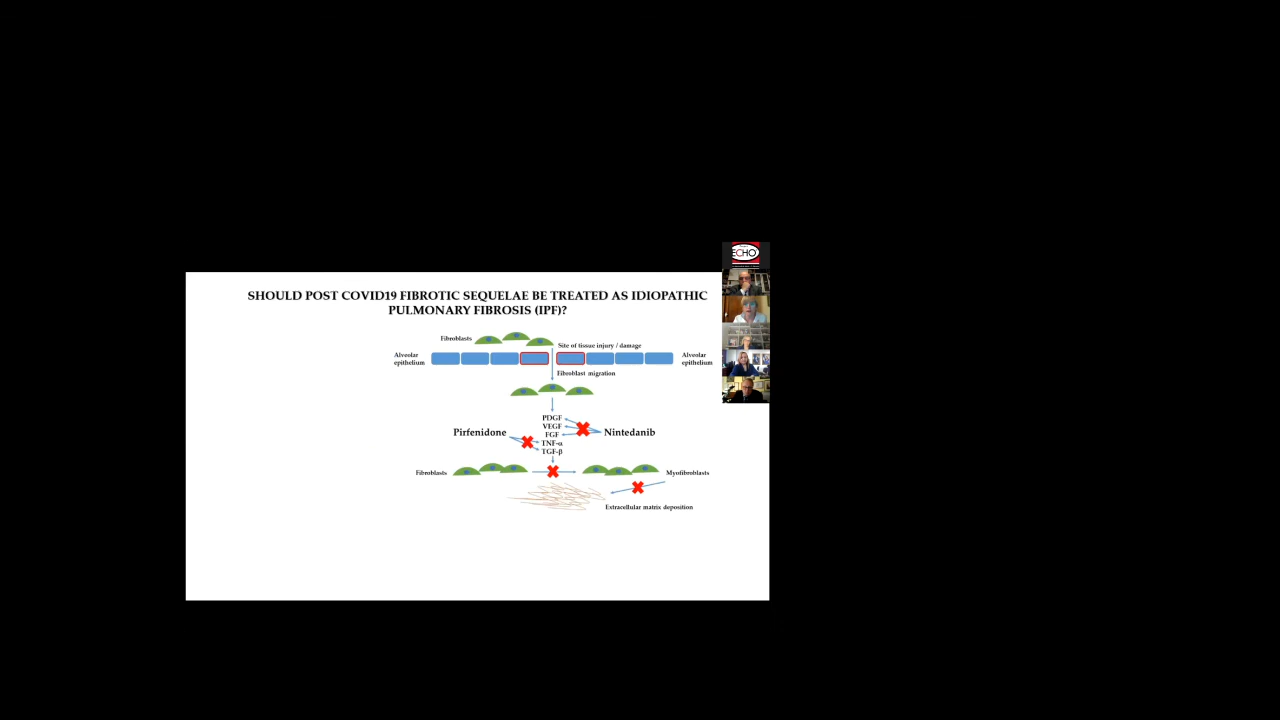 ECHO
SHOULD POST COVID19 FIBROTIC SEQUELAE BE TREATED AS IDIOPATHIC
PULMONARY FIBROSIS (IPF)?
Fibroblasts
Site of tissue injury / damage
Alveolar
epithelium
Alveolar
epithelium
Fibroblast migration
PDGF
VEGF
FGF
TNF-α
TGF-β
Pirfenidone
Nintedanib
Fibroblasts
Myofibroblasts
Extracellular matrix deposition